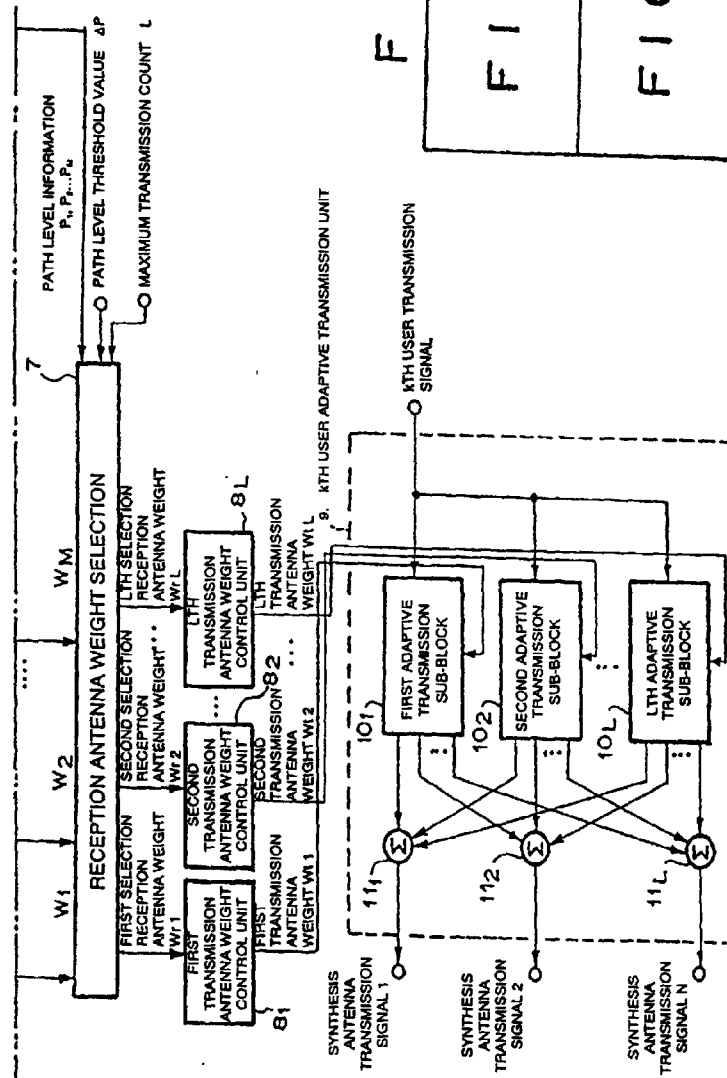 W1
W2
....
WM
PATH LEVEL INFORMATION
P1, P2...PM
PATH LEVEL THRESHOLD VALUE ΔP
MAXIMUM TRANSMISSION COUNT L
7
RECEPTION ANTENNA WEIGHT SELECTION
FIRST SELECTION
RECEPTION
ANTENNA WEIGHT
Wr 1
SECOND SELECTION
RECEPTION
ANTENNA WEIGHT
Wr 2
...
LTH SELECTION
RECEPTION
ANTENNA WEIGHT
Wr L
FIRST
TRANSMISSION
ANTENNA WEIGHT
CONTROL UNIT
81
SECOND
TRANSMISSION
ANTENNA WEIGHT
CONTROL UNIT
82
...
LTH
TRANSMISSION
ANTENNA WEIGHT
CONTROL UNIT
8L
FIRST
TRANSMISSION
ANTENNA
WEIGHT Wt 1
SECOND
TRANSMISSION
ANTENNA
WEIGHT Wt 2
...
LTH
TRANSMISSION
ANTENNA
WEIGHT Wt L
9. KTH USER ADAPTIVE TRANSMISSION UNIT
KTH USER TRANSMISSION
SIGNAL
101
FIRST ADAPTIVE
TRANSMISSION
SUB-BLOCK
102
SECOND ADAPTIVE
TRANSMISSION
SUB-BLOCK
10L
LTH ADAPTIVE
TRANSMISSION
SUB-BLOCK
111
Σ
112
Σ
11L
Σ
SYNTHESIS
ANTENNA
TRANSMISSION
SIGNAL 1
SYNTHESIS
ANTENNA
TRANSMISSION
SIGNAL 2
SYNTHESIS
ANTENNA
TRANSMISSION
SIGNAL N
F
F I
F I G